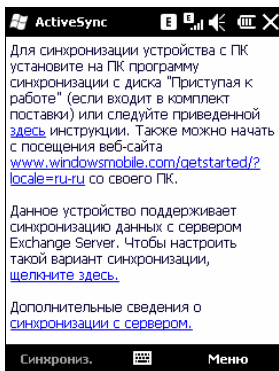 ActiveSync
Для синхронизации устройства с ПК
установите на ПК программу
синхронизации с диска "Приступая к
работе" (если входит в комплект
поставки) или следуйте приведенной
здесь инструкции. Также можно начать
с посещения веб-сайта
www.windowsmobile.com/getstarted/?
locale=ru-ru со своего ПК.
Данное устройство поддерживает
синхронизацию данных с сервером
Exchange Server. Чтобы настроить
такой вариант синхронизации,
щелкните здесь.
Дополнительные сведения о
синхронизации с сервером.
Синхрониз. Меню